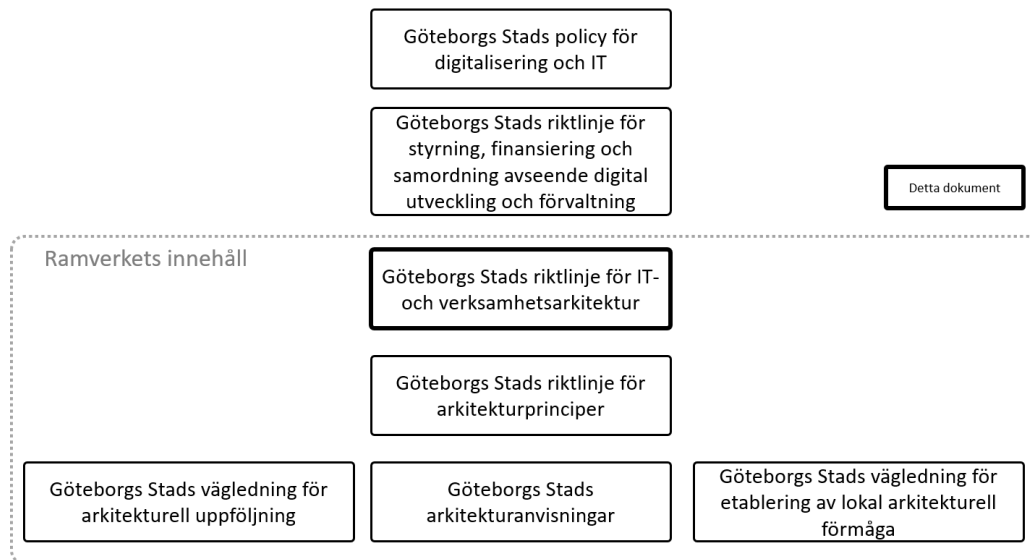 Göteborgs Stads policy för
digitalisering och IT
Göteborgs Stads riktlinje för
styrning, finansiering och
samordning avseende digital
utveckling och förvaltning
Detta dokument
Ramverkets innehåll
Göteborgs Stads riktlinje för IT-
och verksamhetsarkitektur
Göteborgs Stads riktlinje för
arkitekturprinciper
Göteborgs Stads vägledning för
arkitekturell uppföljning
Göteborgs Stads
arkitekturanvisningar
Göteborgs Stads vägledning för
etablering av lokal arkitekturell
förmåga